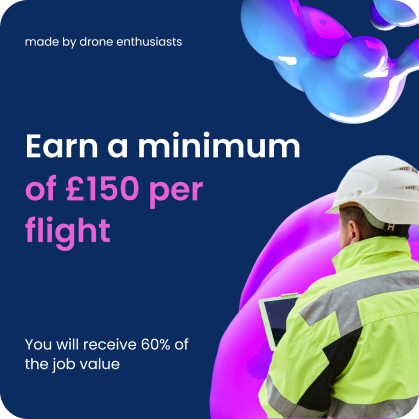 made by drone enthusiasts
Earn a minimum
of £150 per
flight
You will receive 60% of
the job value